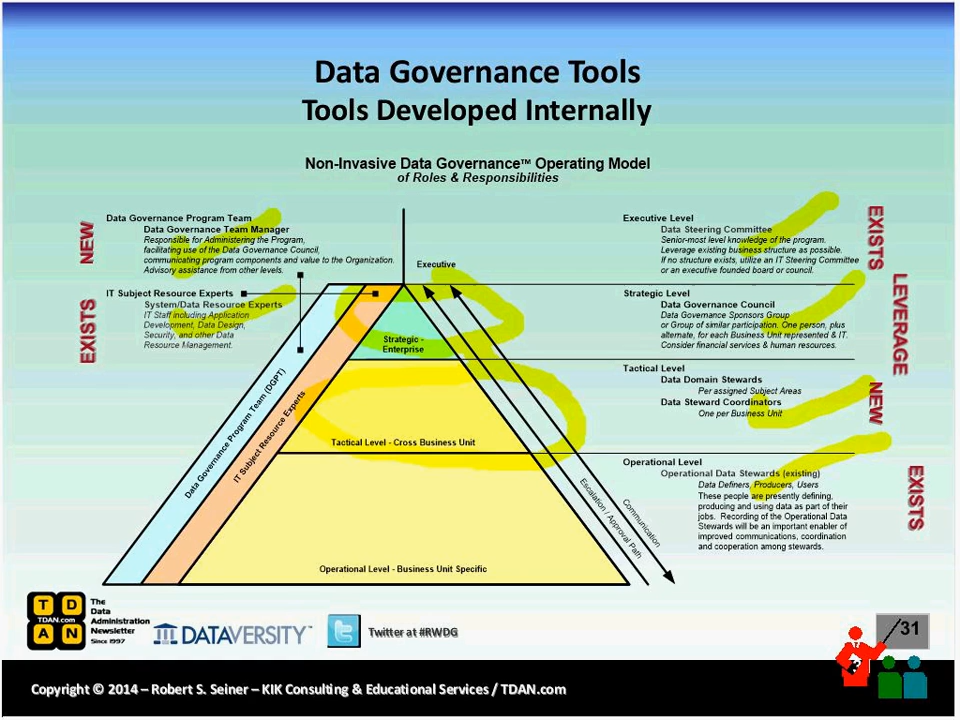 Data Governance Tools
Tools Developed Internally
Non-Invasive Data Governance™ Operating Model
of Roles & Responsibilities
Data Governance Program Team
Data Governance Team Manager
Responsible for Administering the Program,
facilitating use of the Data Governance Council,
communicating program components and value to the Organization.
Advisory assistance from other levels.
NEW
IT Subject Resource Experts
System/Data Resource Experts
IT Staff including Application
Development, Data Design,
Security, and other Data
Resource Management.
EXISTS
Executive
Strategic -
Enterprise
Tactical Level - Cross Business Unit
Operational Level - Business Unit Specific
Data Governance Program Team (DGPT)
IT Subject Resource Experts
Escalation / Approval Path
Communication
Executive Level
Data Steering Committee
Senior-most level knowledge of the program.
Leverage existing business structure as possible.
If no structure exists, utilize an IT Steering Committee
or an executive founded board or council.
EXISTS
Strategic Level
Data Governance Council
Data Governance Sponsors Group
or Group of similar participation. One person, plus
alternate, for each Business Unit represented & IT.
Consider financial services & human resources.
LEVERAGE
Tactical Level
Data Domain Stewards
Per assigned Subject Areas
Data Steward Coordinators
One per Business Unit
NEW
Operational Level
Operational Data Stewards (existing)
Data Definers, Producers, Users
These people are presently defining,
producing and using data as part of their
jobs. Recording of the Operational Data
Stewards will be an important enabler of
improved communications, coordination
and cooperation among stewards.
EXISTS
T D
TDAN.com
A N
The
Data
Administration
Newsletter
Since 1997
DATAVERSITY™
Twitter at #RWDG
/31
Copyright © 2014 – Robert S. Seiner – KIK Consulting & Educational Services / TDAN.com